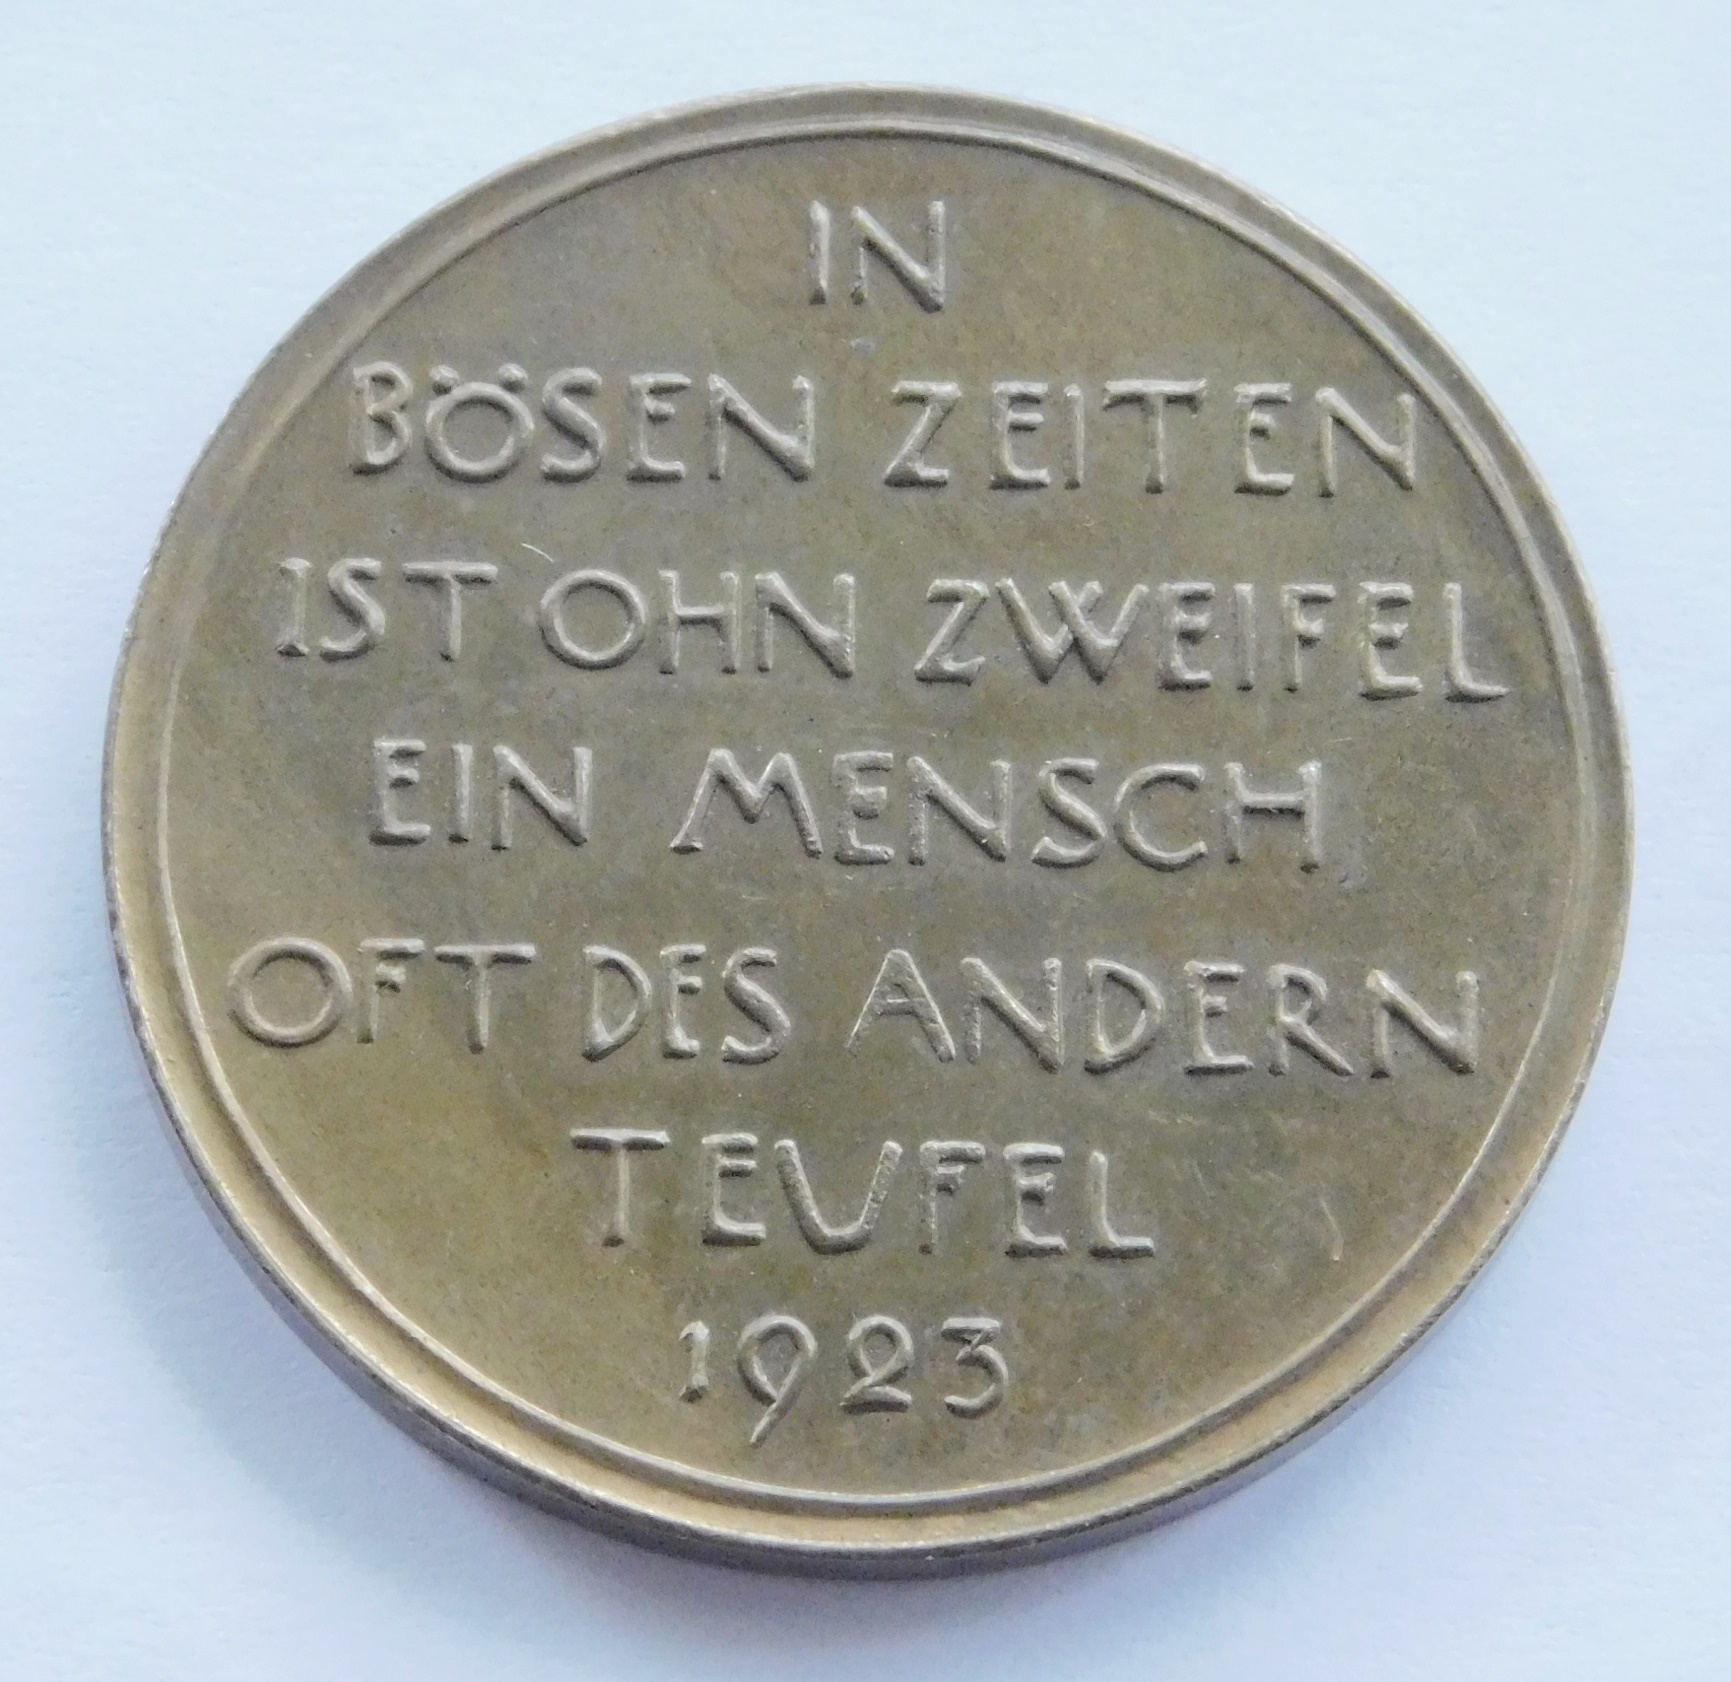 IN
BÖSEN ZEITEN
IST OHN ZWEIFEL
EIN MENSCH
OFT DES ANDERN
TEUFEL
1923